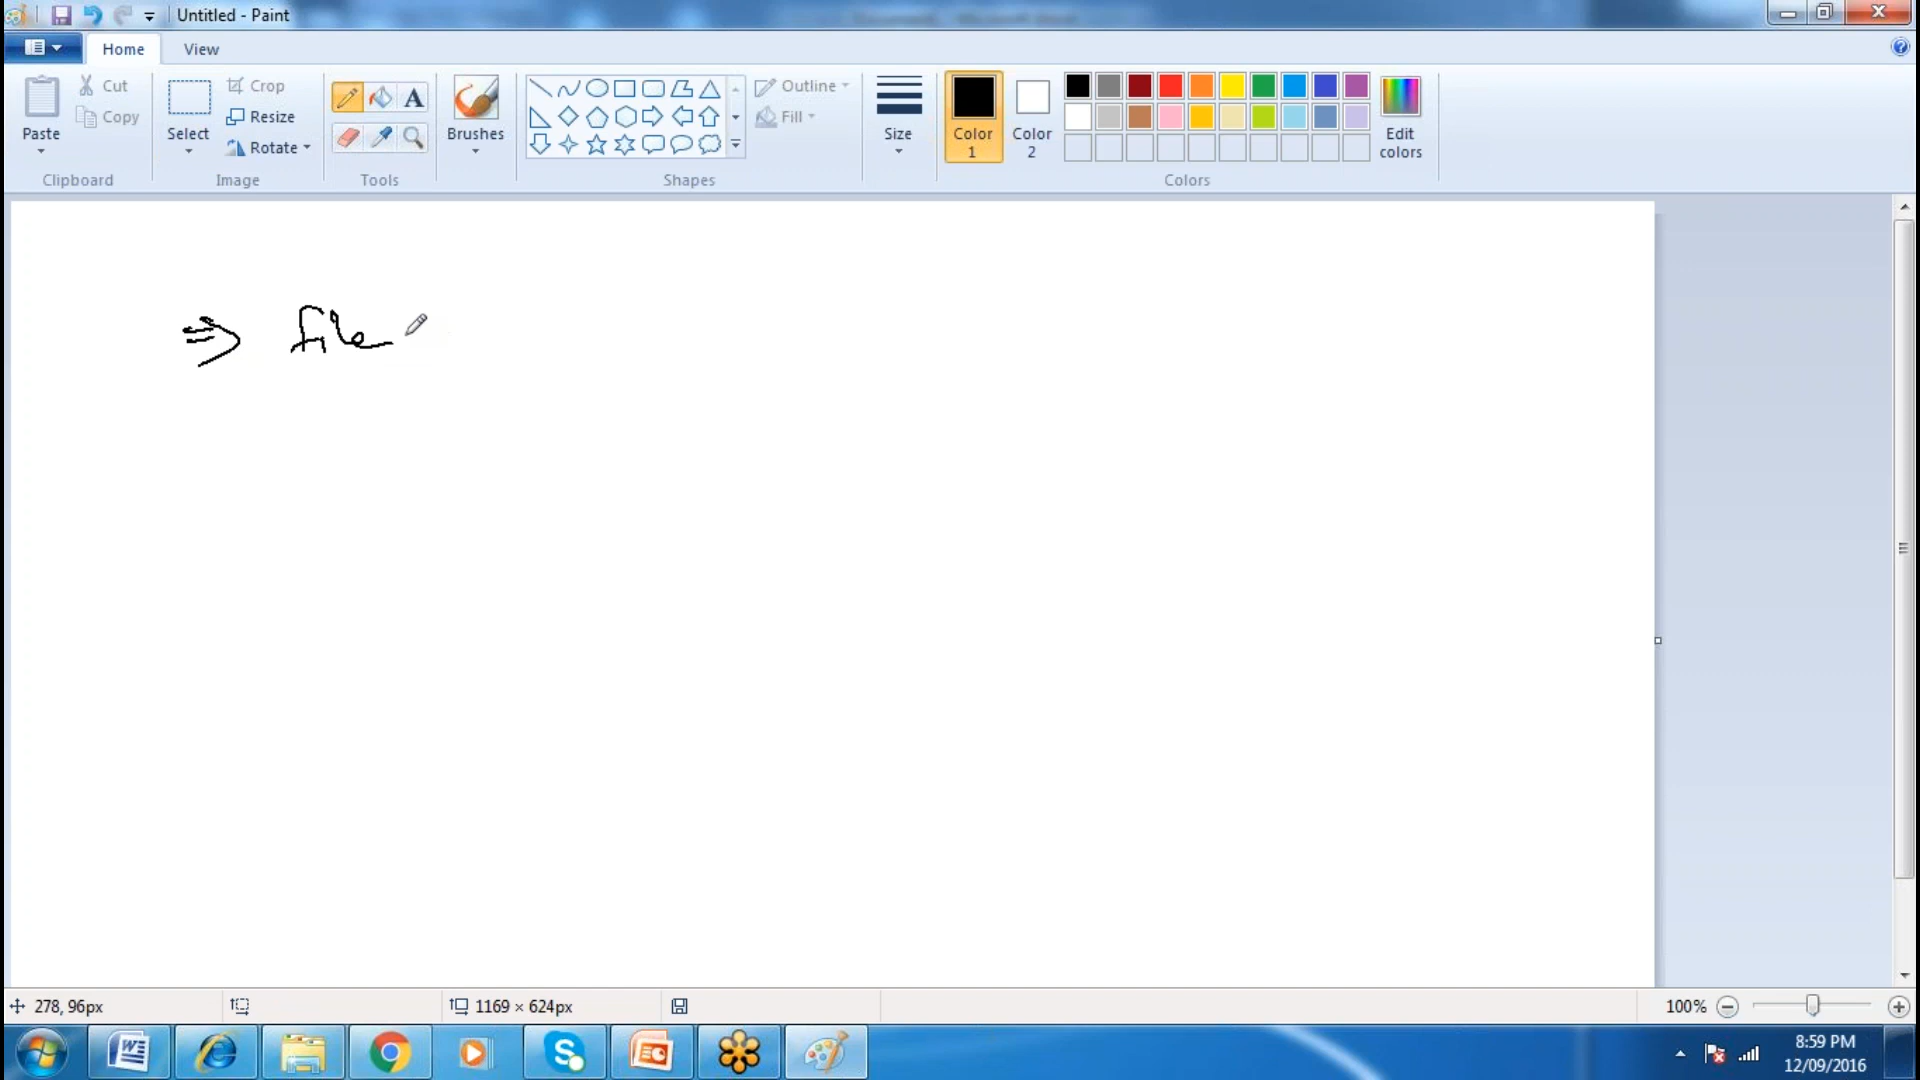 Untitled - Paint
Home View
Paste
Cut
Copy
Clipboard
Select
Crop
Resize
Rotate
Image
Tools
Brushes
Shapes
Outline
Fill
Size
Color 1
Color 2
Edit colors
Colors
⇒ file
278, 96px
1169 × 624px
100%
8:59 PM
12/09/2016